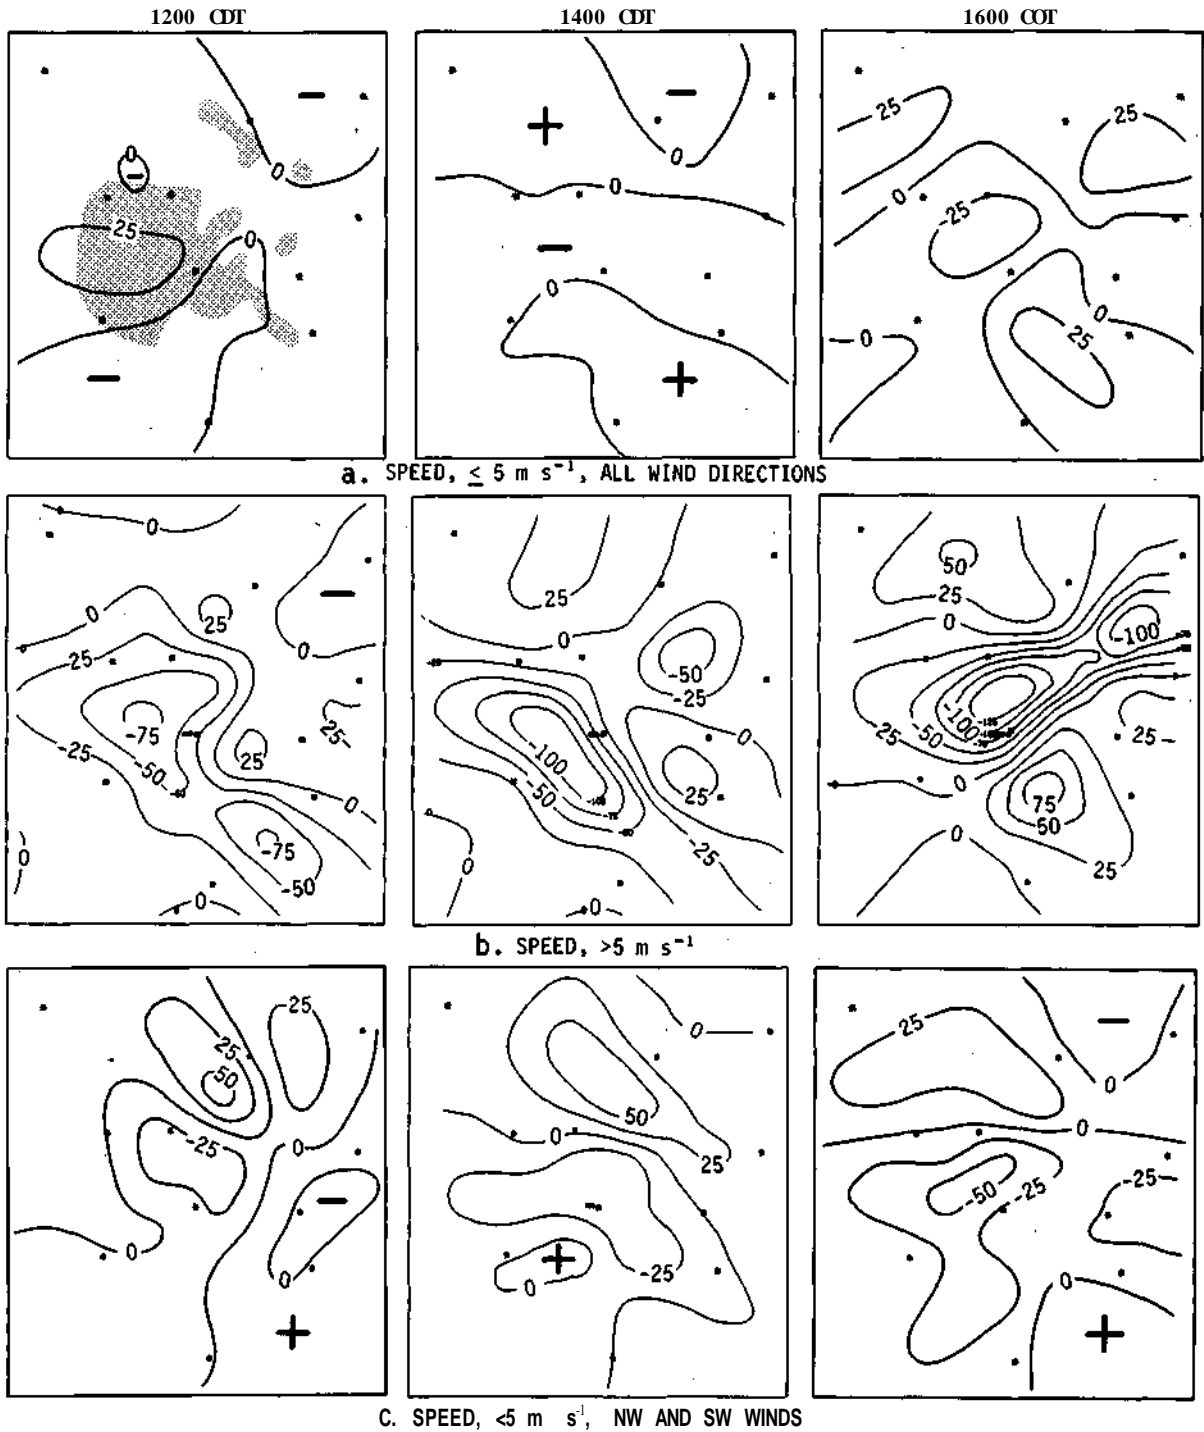 1200 CDT 1400 CDT 1600 COT
0 25 0 0
0 0 0
25 25 0 -25 0 0 25
a. SPEED, ≤ 5 m s⁻¹, ALL WIND DIRECTIONS
0 0 25 0 -25 -75 -25 -50 25 25- 0 -75 -50 0 0
25 0 -50 -25 0 -100 -50 25 -25 0 0
50 25 0 -100 -100 -50 -25 25- 0 75 50 0 25
b. SPEED, >5 m s⁻¹
-25 25 50 -25 0 0 0
0 50 0 25 -25 0
25 0 0 -50 -25 -25 0
C. SPEED, <5 m s⁻¹, NW AND SW WINDS